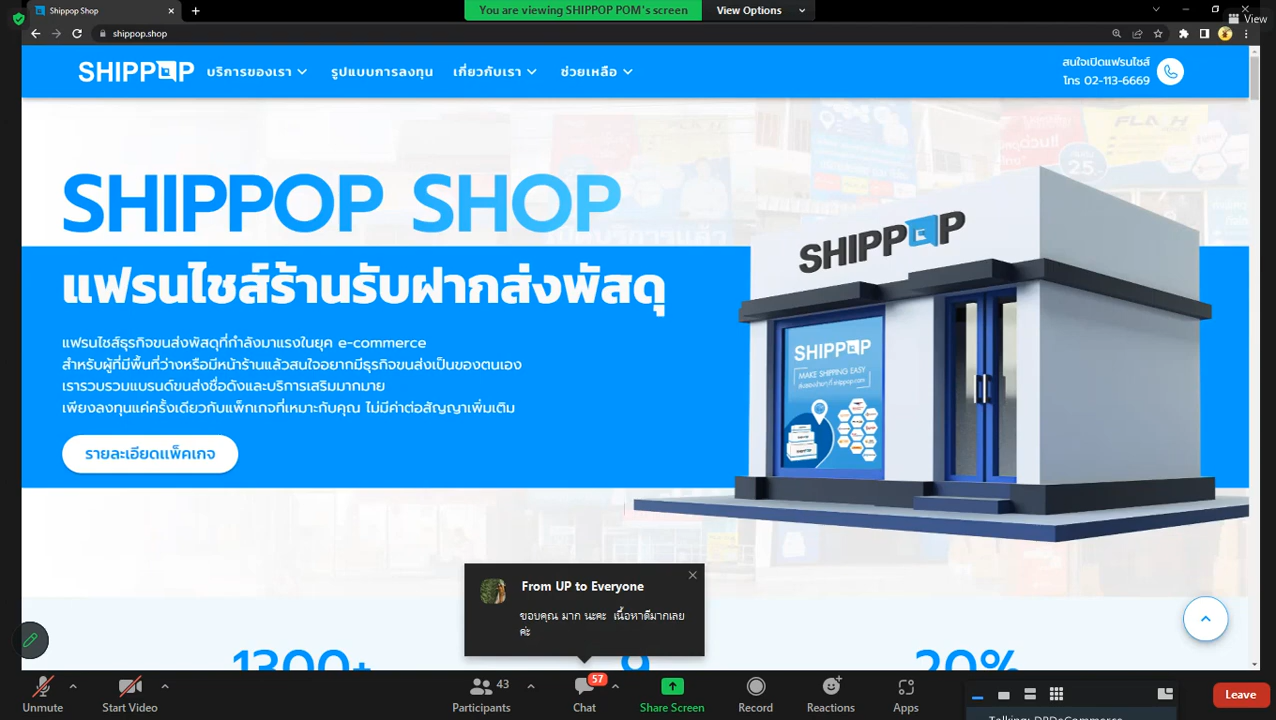 You are viewing SHIPPOP POM's screen
View Options
View
Shippop Shop
shippop.shop
SHIPPOP
บริการของเรา
รูปแบบการลงทุน
เกี่ยวกับเรา
ช่วยเหลือ
สนใจเปิดแฟรนไชส์
โทร 02-113-6669
SHIPPOP SHOP
แฟรนไชส์ร้านรับฝากส่งพัสดุ
แฟรนไชส์ธุรกิจขนส่งพัสดุที่กำลังมาแรงในยุค e-commerce
สำหรับผู้ที่มีพื้นที่ว่างหรือมีหน้าร้านแล้วสนใจอยากมีธุรกิจขนส่งเป็นของตนเอง
เรารวบรวมแบรนด์ขนส่งชื่อดังและบริการเสริมมากมาย
เพียงลงทุนแค่ครั้งเดียวกับแพ็กเกจที่เหมาะกับคุณ ไม่มีค่าต่อสัญญาเพิ่มเติม
รายละเอียดแพ็คเกจ
SHIPPOP
SHIPPOP
MAKE SHIPPING EASY
FLASH
25
From UP to Everyone
ขอบคุณ มาก นะคะ เนื้อหาดีมากเลย
ค่ะ
1300+
9
20%
Unmute
Start Video
43
Participants
57
Chat
Share Screen
Record
Reactions
Apps
Leave